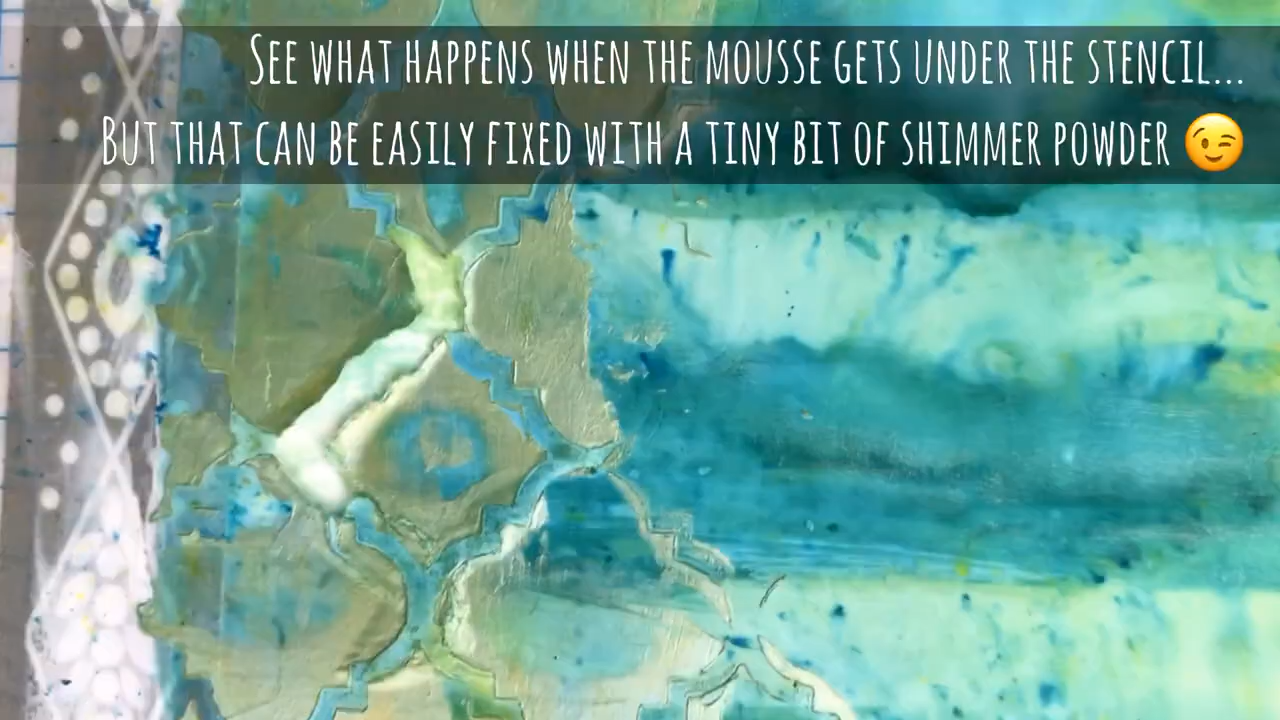 See what happens when the mousse gets under the stencil...
But that can be easily fixed with a tiny bit of shimmer powder 😉